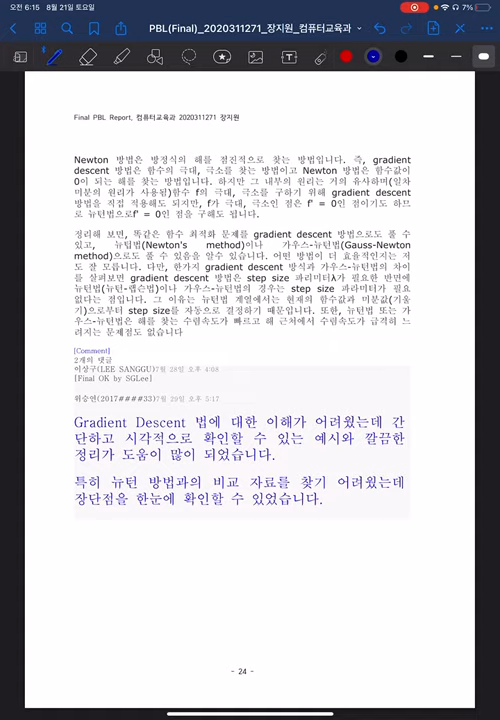 오전 6:15 8월 21일 토요일
7%
PBL(Final)_2020311271_장지원_컴퓨터교육과
Final PBL Report, 컴퓨터교육과 2020311271 장지원
Newton 방법은 방정식의 해를 점진적으로 찾는 방법입니다. 즉, gradient
descent 방법은 함수의 극대, 극소를 찾는 방법이고 Newton 방법은 함수값이
0이 되는 해를 찾는 방법입니다. 하지만 그 내부의 원리는 거의 유사하며(일차
미분의 원리가 사용됨)함수 f의 극대, 극소를 구하기 위해 gradient descent
방법을 직접 적용해도 되지만, f가 극대, 극소인 점은 f' = 0인 점이기도 하므
로 뉴턴법으로f' = 0인 점을 구해도 됩니다.
정리해 보면, 똑같은 함수 최적화 문제를 gradient descent 방법으로도 풀 수
있고, 뉴팁법(Newton's method)이나 가우스-뉴턴법(Gauss-Newton
method)으로도 풀 수 있음을 알수 있습니다. 어떤 방법이 더 효율적인지는 저
도 잘 모릅니다. 다만, 한가지 gradient descent 방식과 가우스-뉴턴법의 차이
를 살펴보면 gradient descent 방법은 step size 파리미터λ가 필요한 반면에
뉴턴법(뉴턴-랩슨법)이나 가우스-뉴턴법의 경우는 step size 파라미터가 필요
없다는 점입니다. 그 이유는 뉴턴법 계열에서는 현재의 함수값과 미분값(기울
기)으로부터 step size를 자동으로 결정하기 때문입니다. 또한, 뉴턴법 또는 가
우스-뉴턴법은 해를 찾는 수렴속도가 빠르고 해 근처에서 수렴속도가 급격히 느
려지는 문제점도 없습니다
[Comment]
2개의 댓글
이상구(LEE SANGGU)7월 28일 오후 4:08
[Final OK by SGLee]
위승연(2017####33)7월 29일 오후 5:17
Gradient Descent 법에 대한 이해가 어려웠는데 간
단하고 시각적으로 확인할 수 있는 예시와 깔끔한
정리가 도움이 많이 되었습니다.
특히 뉴턴 방법과의 비교 자료를 찾기 어려웠는데
장단점을 한눈에 확인할 수 있었습니다.
- 24 -